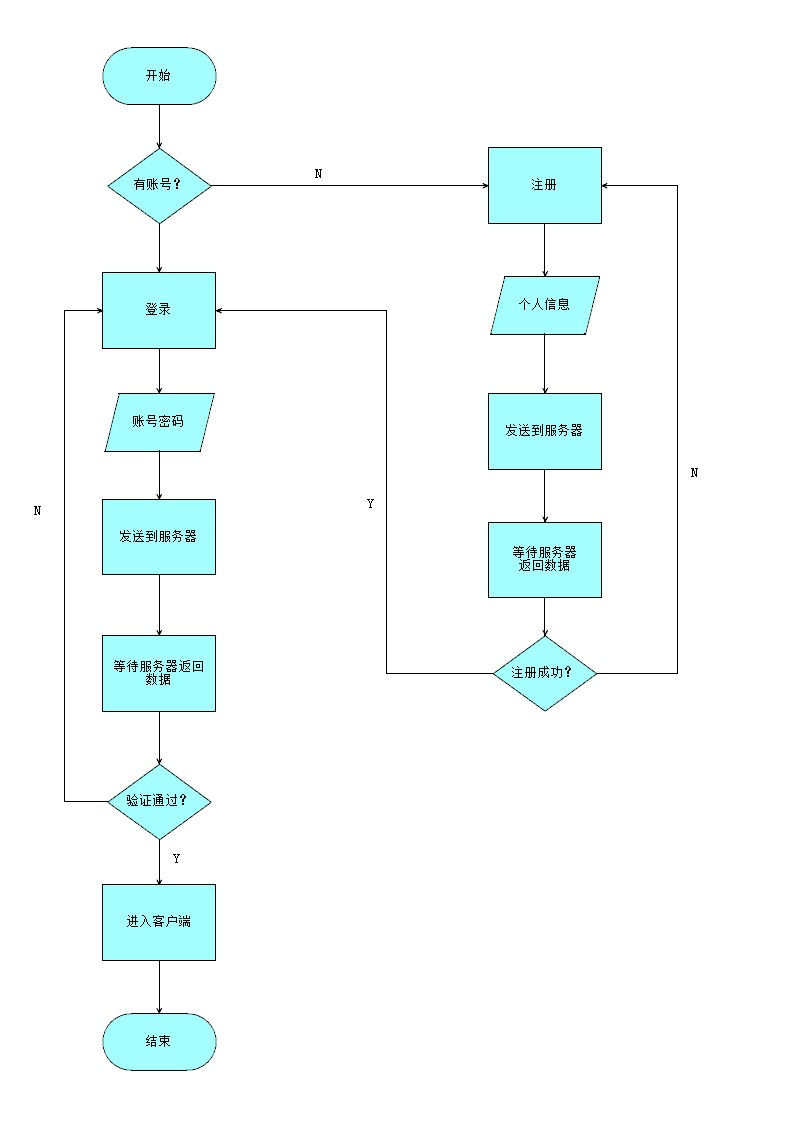 开始
有账号？
N
注册
登录
个人信息
账号密码
发送到服务器
N
Y
N
发送到服务器
等待服务器
返回数据
等待服务器返回
数据
注册成功？
验证通过？
Y
进入客户端
结束